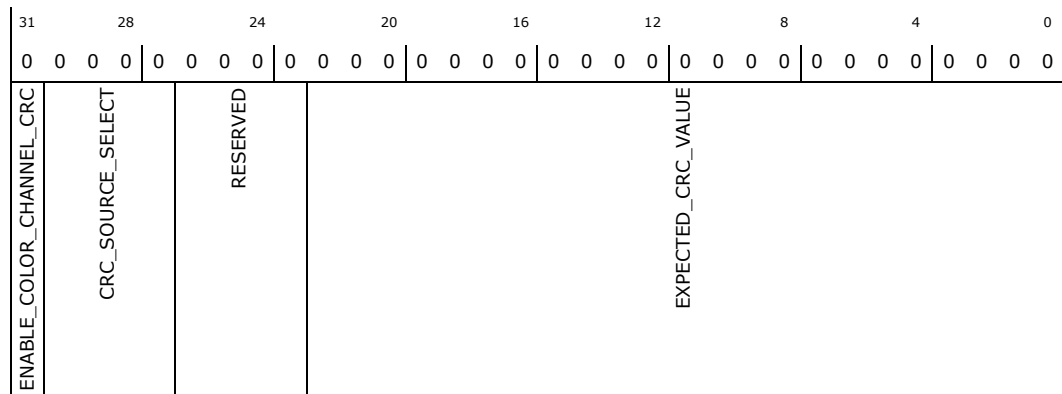 31 28 24 20 16 12 8 4 0
0 0 0 0 0 0 0 0 0 0 0 0 0 0 0 0 0 0 0 0 0 0 0 0 0 0 0 0 0 0 0 0
ENABLE_COLOR_CHANNEL_CRC
CRC_SOURCE_SELECT
RESERVED
EXPECTED_CRC_VALUE